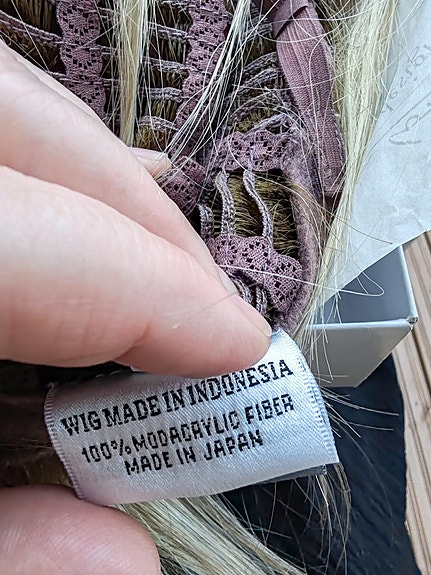 WIG MADE IN INDONESIA
100% MODACRYLIC FIBER
MADE IN JAPAN